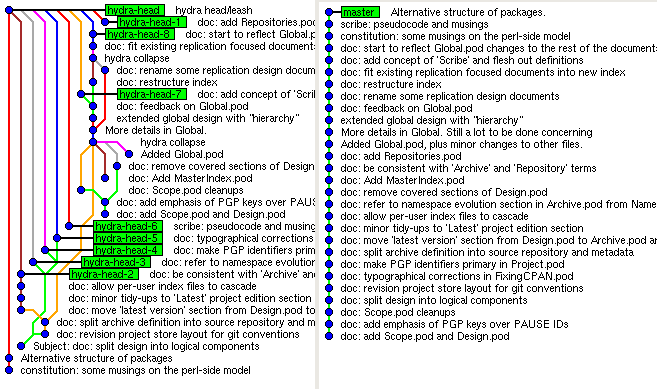 hydra-head hydra head/leash
hydra-head-1 doc: add Repositories.po
hydra-head-8 doc: start to reflect Global.p
doc: fit existing replication focused document
hydra collapse
doc: rename some replication design docum
doc: restructure index
hydra-head-7 doc: add concept of 'Scri
doc: feedback on Global.pod
extended global design with "hierarchy"
More details in Global.
hydra collapse
Added Global.pod
doc: remove covered sections of Design
doc: Add MasterIndex.pod
doc: Scope.pod cleanups
doc: add emphasis of PGP keys over PAUS
doc: add Scope.pod and Design.pod
hydra-head-6 scribe: pseudocode and musing
hydra-head-5 doc: typographical corrections
hydra-head-4 doc: make PGP identifiers prim
hydra-head-3 doc: refer to namespace evolution
hydra-head-2 doc: be consistent with 'Archive' and
doc: allow per-user index files to cascade
doc: minor tidy-ups to 'Latest' project edition section
doc: move 'latest version' section from Design.pod to
doc: split archive definition into source repository and m
doc: revision project store layout for git conventions
Subject: doc: split design into logical components
Alternative structure of packages
constitution: some musings on the perl-side model
master Alternative structure of packages.
scribe: pseudocode and musings
constitution: some musings on the perl-side model
doc: start to reflect Global.pod changes to the rest of the document
doc: add concept of 'Scribe' and flesh out definitions
doc: fit existing replication focused documents into new index
doc: restructure index
doc: rename some replication design documents
doc: feedback on Global.pod
extended global design with "hierarchy"
More details in Global. Still a lot to be done concerning
Added Global.pod, plus minor changes to other files.
doc: add Repositories.pod
doc: be consistent with 'Archive' and 'Repository' terms
doc: Add MasterIndex.pod
doc: remove covered sections of Design.pod
doc: refer to namespace evolution section in Archive.pod from Name
doc: allow per-user index files to cascade
doc: minor tidy-ups to 'Latest' project edition section
doc: move 'latest version' section from Design.pod to Archive.pod ar
doc: split archive definition into source repository and metadata
doc: make PGP identifiers primary in Project.pod
doc: typographical corrections in FixingCPAN.pod
doc: revision project store layout for git conventions
doc: split design into logical components
doc: Scope.pod cleanups
doc: add emphasis of PGP keys over PAUSE IDs
doc: add Scope.pod and Design.pod